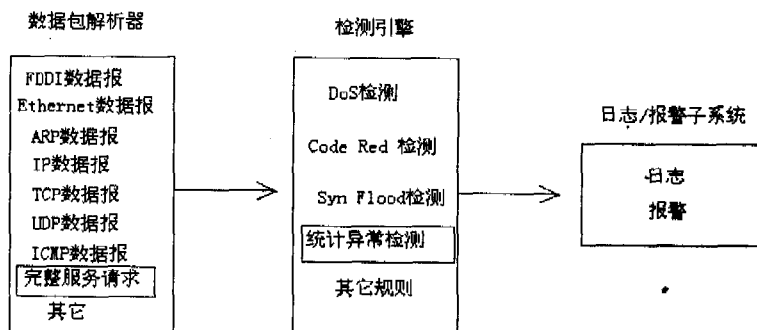 数据包解析器
FDDI数据报
Ethernet数据报
ARP数据报
IP数据报
TCP数据报
UDP数据报
ICMP数据报
完整服务请求
其它
检测引擎
DoS检测
Code Red 检测
Syn Flood检测
统计异常检测
其它规则
日志/报警子系统
日志
报警